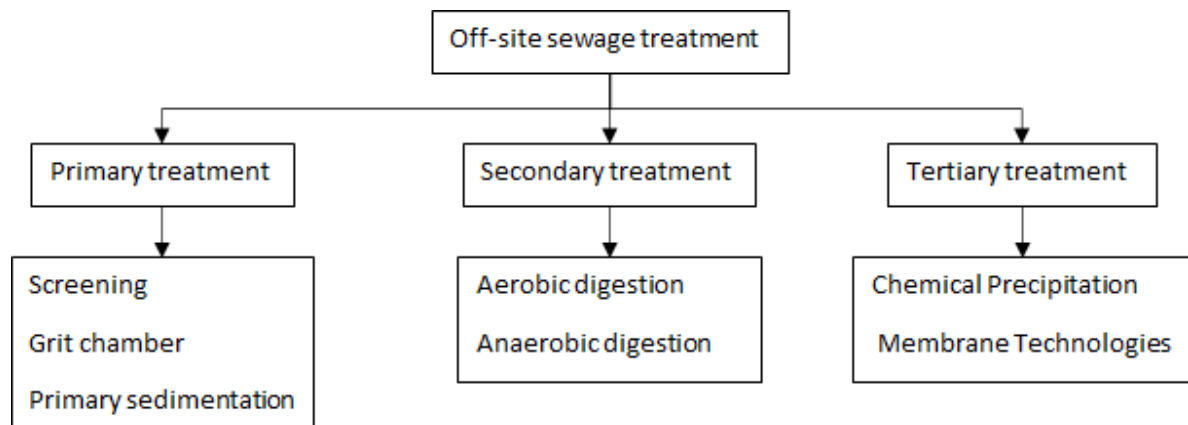 Off-site sewage treatment
Primary treatment
Secondary treatment
Tertiary treatment
Screening
Grit chamber
Primary sedimentation
Aerobic digestion
Anaerobic digestion
Chemical Precipitation
Membrane Technologies